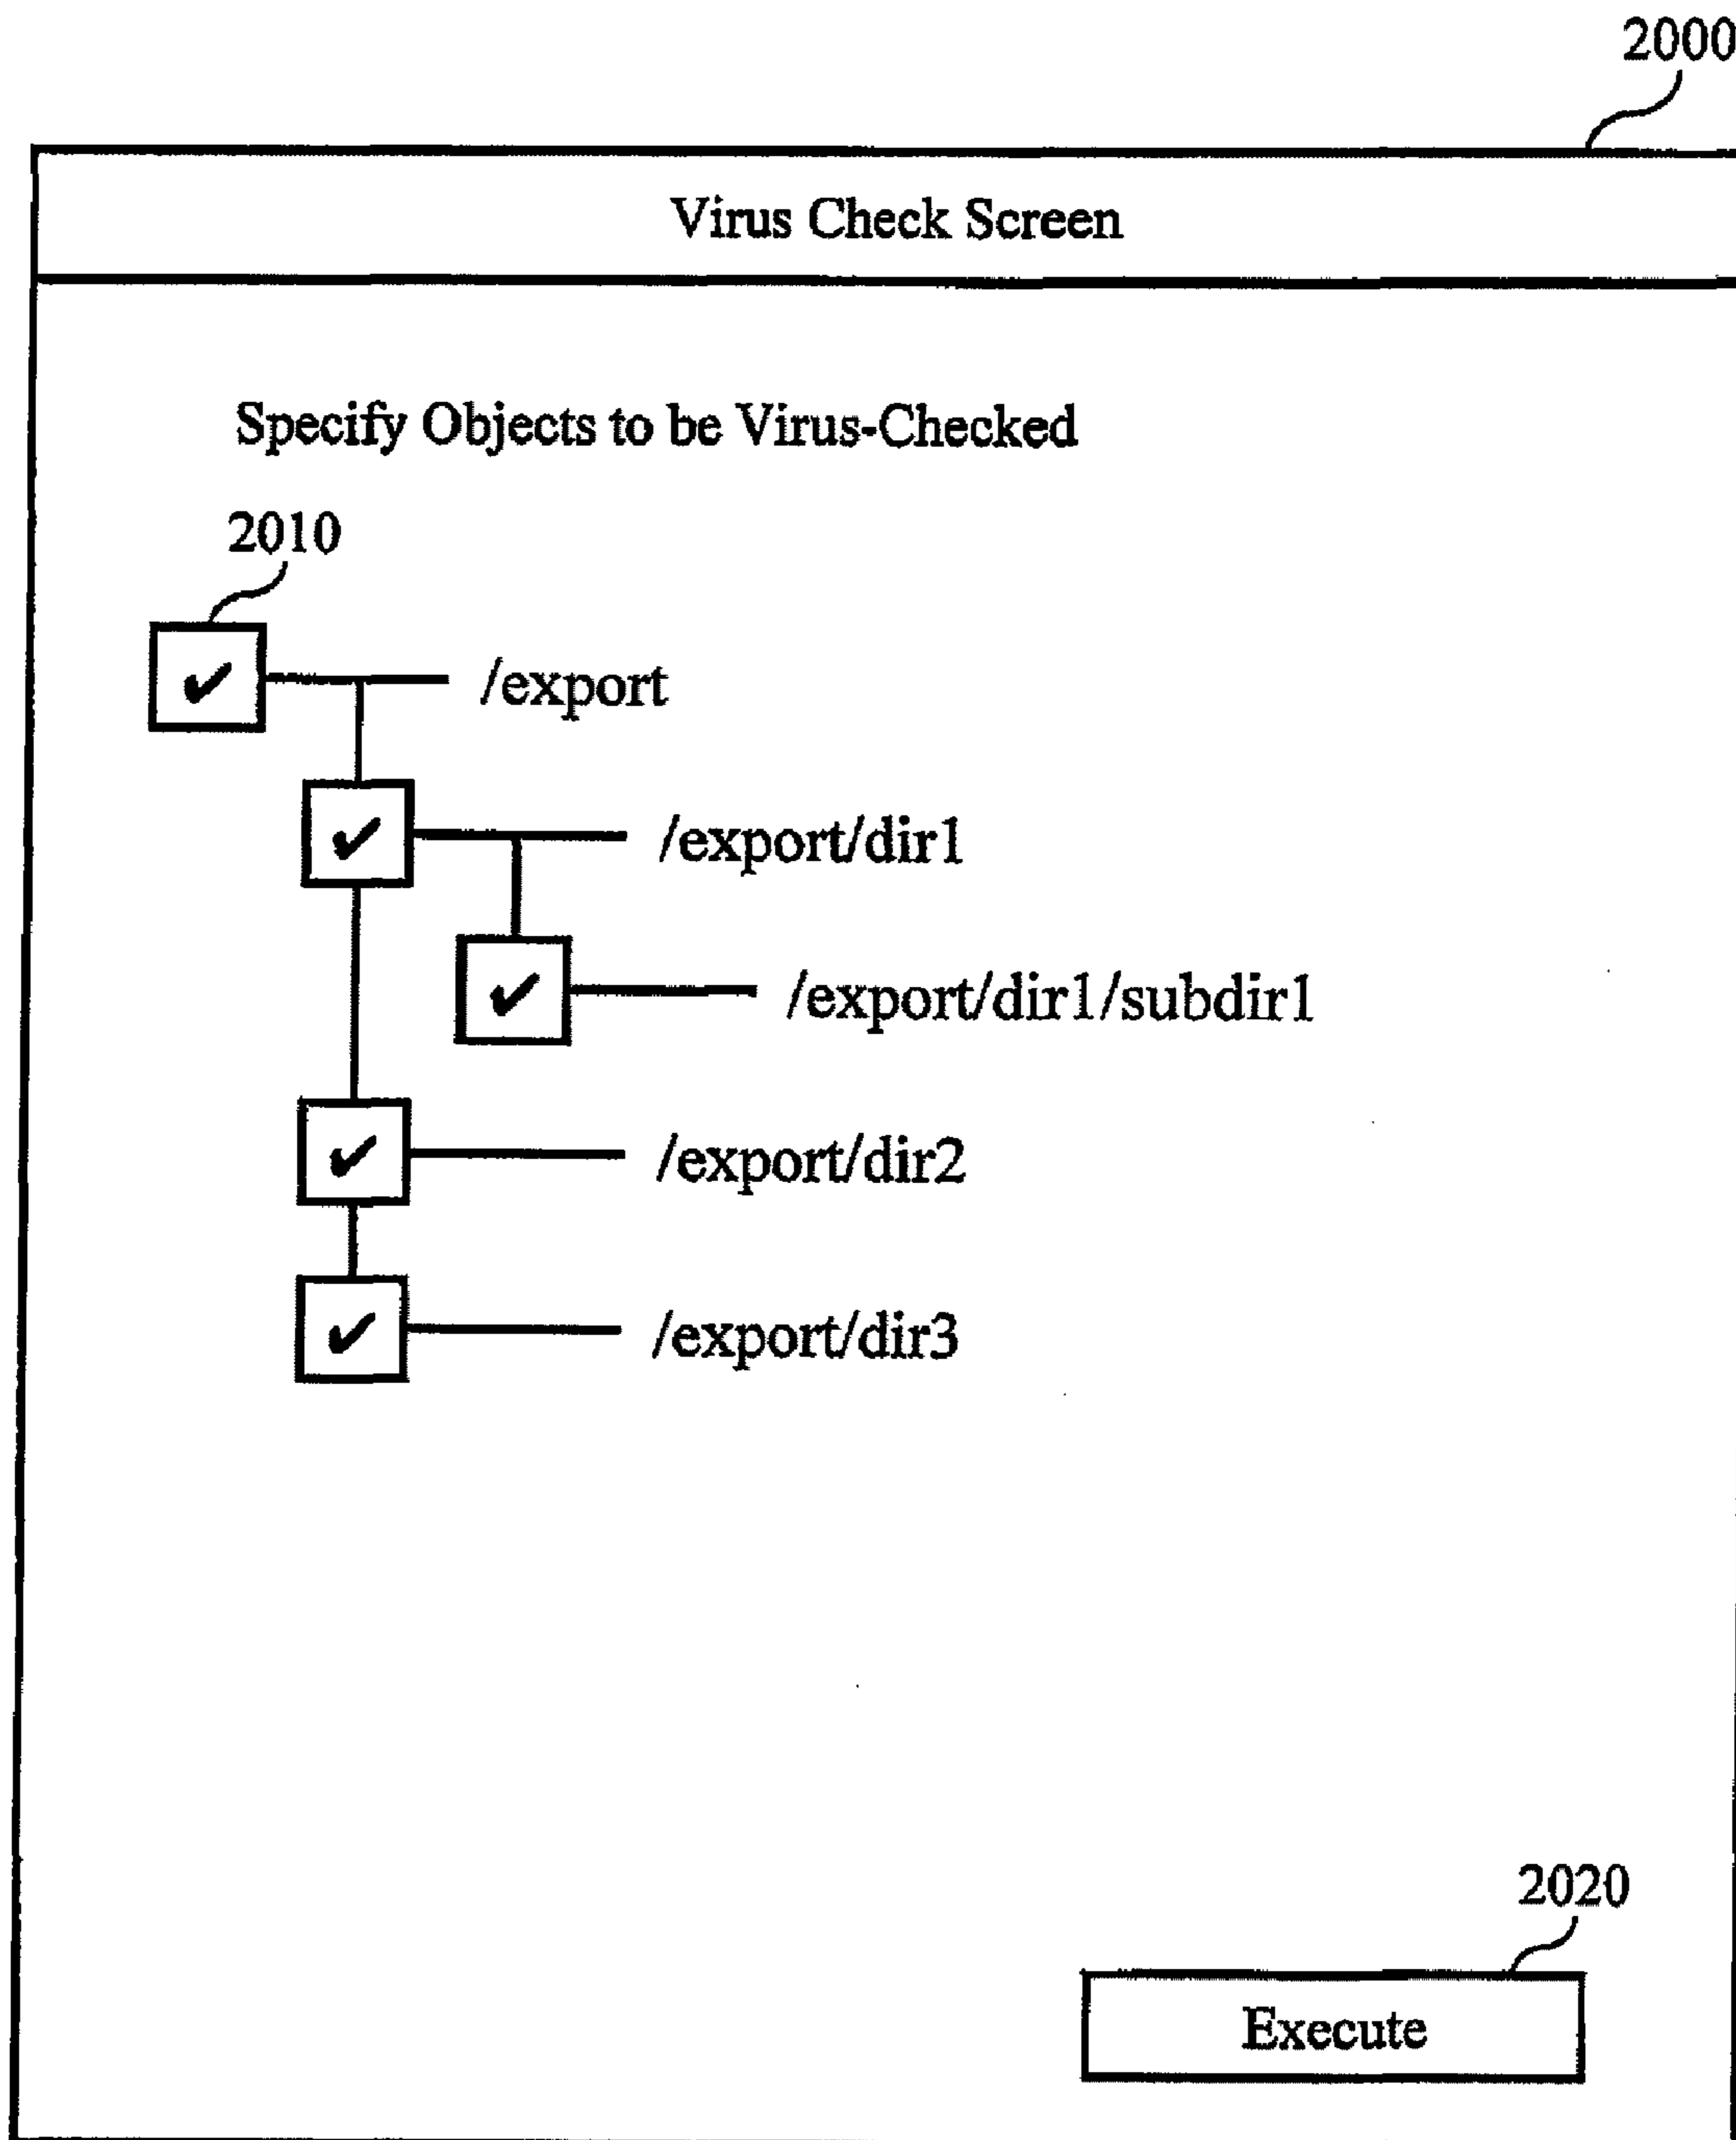 2000
Virus Check Screen
Specify Objects to be Virus-Checked
2010
/export
/export/dir1
/export/dir1/subdir1
/export/dir2
/export/dir3
2020
Execute